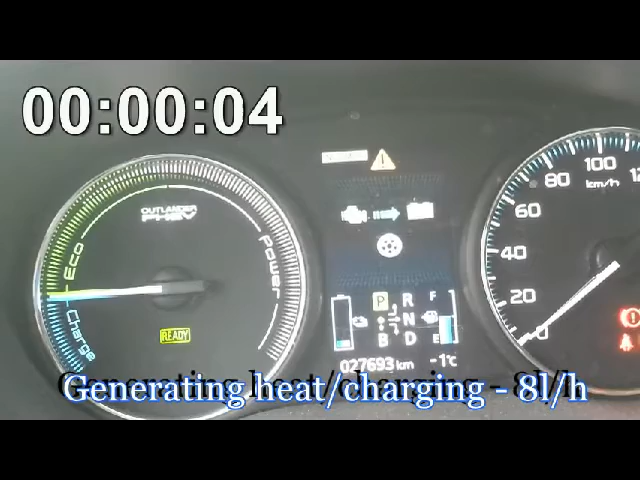 00:00:04
OUTLANDER
PHEV
Eco
Power
Charge
READY
P R
N
B D
F
E
027693 km -1°c
0
20
40
60
80
100
km/h
Generating heat/charging - 8l/h